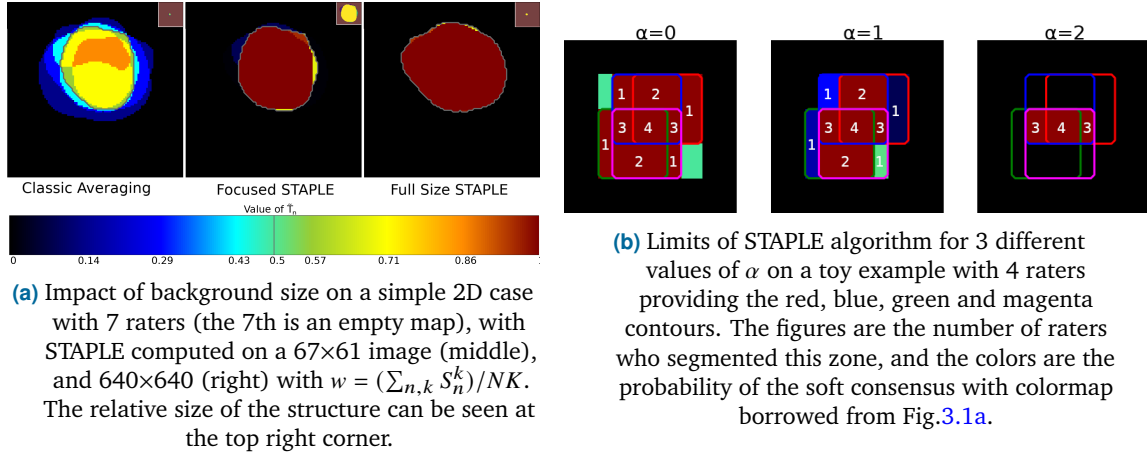 Classic Averaging
Focused STAPLE
Full Size STAPLE
Value of T̃ₙ
0 0.14 0.29 0.43 0.5 0.57 0.71 0.86
(a) Impact of background size on a simple 2D case
with 7 raters (the 7th is an empty map), with
STAPLE computed on a 67×61 image (middle),
and 640×640 (right) with w = (∑ₙ,ₖ Sₙᵏ)/NK.
The relative size of the structure can be seen at
the top right corner.
α=0
α=1
α=2
1 2
1
3 4 3
1
2 1
1 2
1
3 4 3
1
2 1
3 4 3
(b) Limits of STAPLE algorithm for 3 different
values of α on a toy example with 4 raters
providing the red, blue, green and magenta
contours. The figures are the number of raters
who segmented this zone, and the colors are the
probability of the soft consensus with colormap
borrowed from Fig.3.1a.